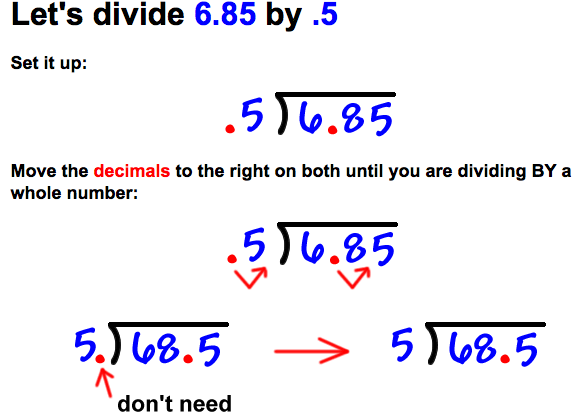 Let's divide 6.85 by .5
Set it up:
.5)6.85
Move the decimals to the right on both until you are dividing BY a
whole number:
.5)6.85
5.)68.5 → 5)68.5
don't need